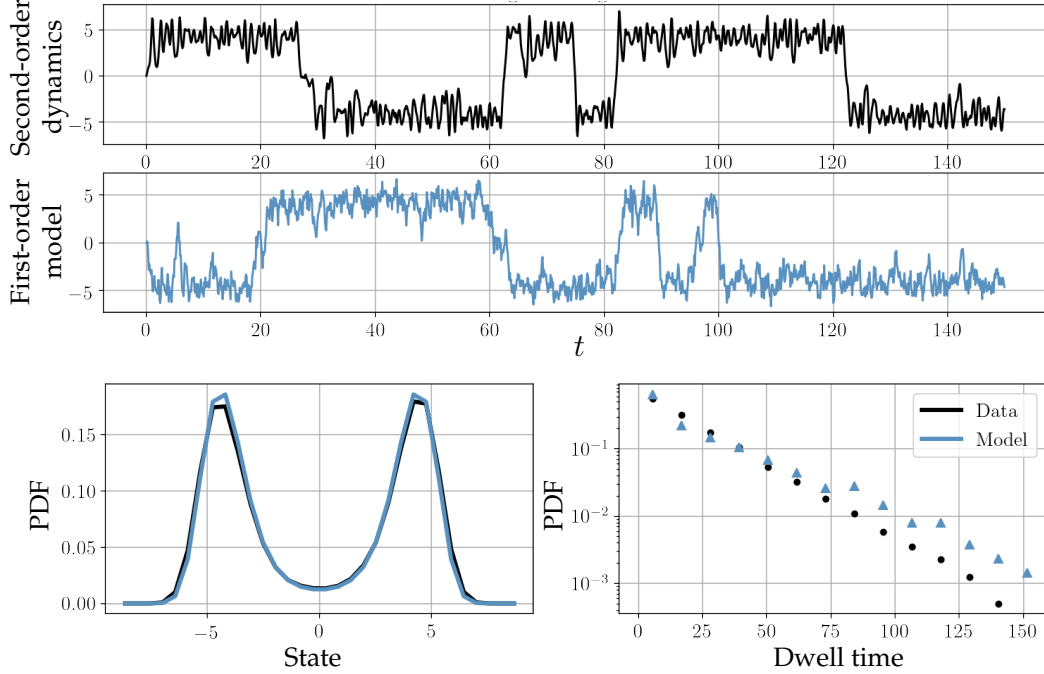 Second-order
dynamics
5
0
−5
0 20 40 60 80 100 120 140
First-order
model
5
0
−5
0 20 40 60 80 100 120 140
t
PDF
0.15
0.10
0.05
0.00
−5 0 5
State
PDF
10⁻¹
10⁻²
10⁻³
0 25 50 75 100 125 150
Dwell time
Data
Model